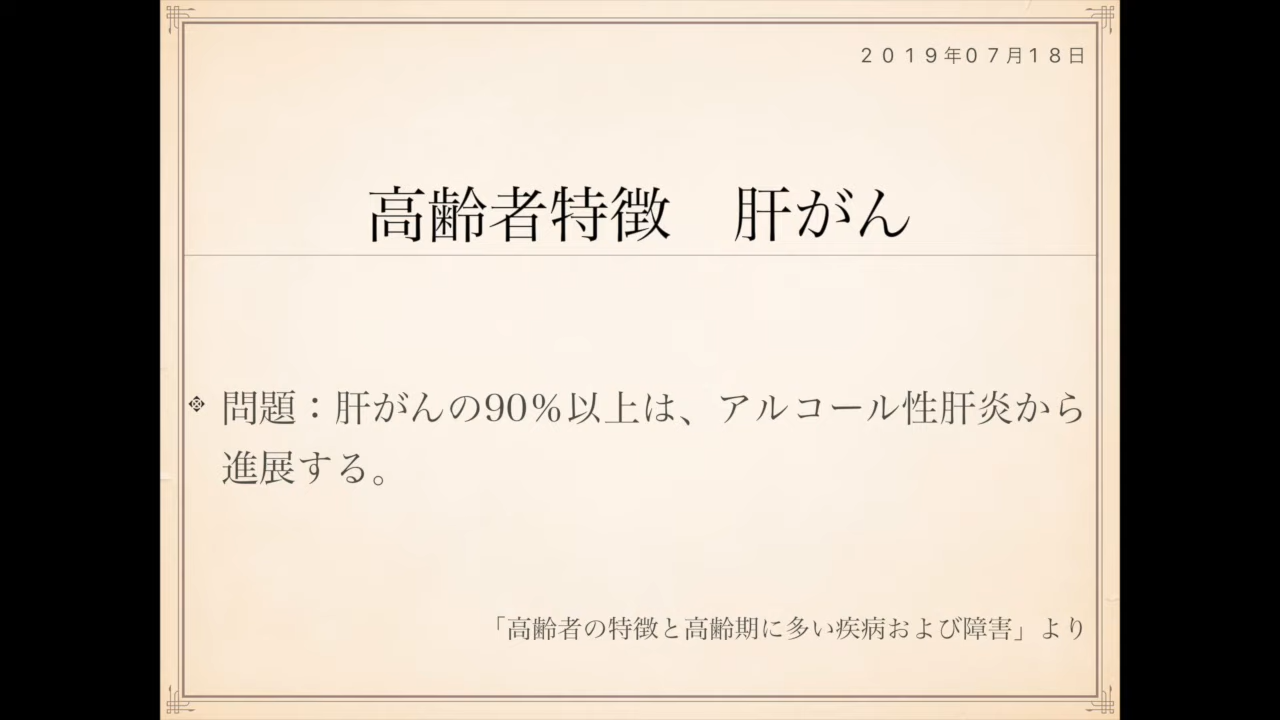 ２０１９年０７月１８日
高齢者特徴　肝がん
問題：肝がんの90％以上は、アルコール性肝炎から
進展する。
「高齢者の特徴と高齢期に多い疾病および障害」より